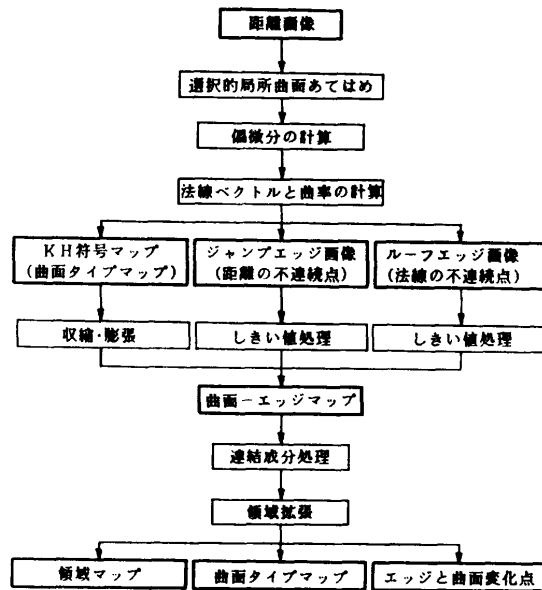 距離画像
選択的局所曲面あてはめ
偏微分の計算
法線ベクトルと曲率の計算
KH符号マップ
(曲面タイプマップ)
ジャンプエッジ画像
(距離の不連続点)
ルーフエッジ画像
(法線の不連続点)
収縮・膨張
しきい値処理
しきい値処理
曲面－エッジマップ
連結成分処理
領域拡張
領域マップ
曲面タイプマップ
エッジと曲面変化点